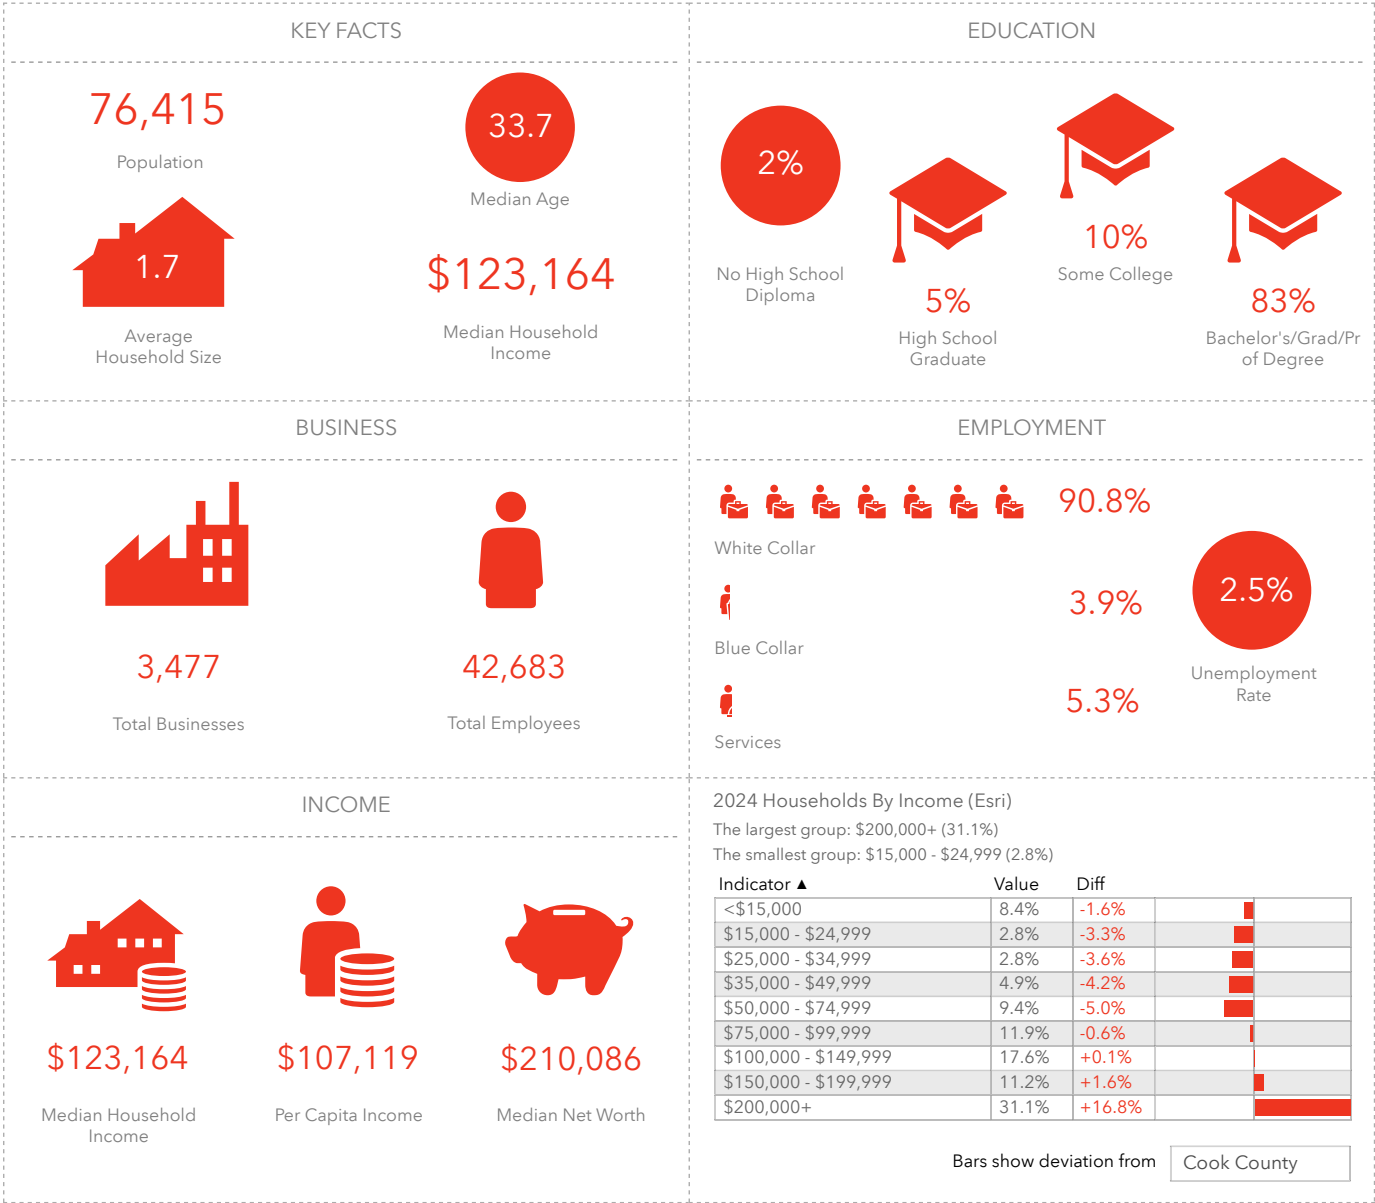 KEY FACTS
76,415
Population
33.7
Median Age
1.7
Average
Household Size
$123,164
Median Household
Income
EDUCATION
2%
No High School
Diploma
5%
High School
Graduate
10%
Some College
83%
Bachelor's/Grad/Pr
of Degree
BUSINESS
3,477
Total Businesses
42,683
Total Employees
EMPLOYMENT
90.8%
White Collar
3.9%
Blue Collar
5.3%
Services
2.5%
Unemployment
Rate
INCOME
$123,164
Median Household
Income
$107,119
Per Capita Income
$210,086
Median Net Worth
2024 Households By Income (Esri)
The largest group: $200,000+ (31.1%)
The smallest group: $15,000 - $24,999 (2.8%)
Indicator ▲ Value Diff
<$15,000 8.4% -1.6%
$15,000 - $24,999 2.8% -3.3%
$25,000 - $34,999 2.8% -3.6%
$35,000 - $49,999 4.9% -4.2%
$50,000 - $74,999 9.4% -5.0%
$75,000 - $99,999 11.9% -0.6%
$100,000 - $149,999 17.6% +0.1%
$150,000 - $199,999 11.2% +1.6%
$200,000+ 31.1% +16.8%
Bars show deviation from Cook County